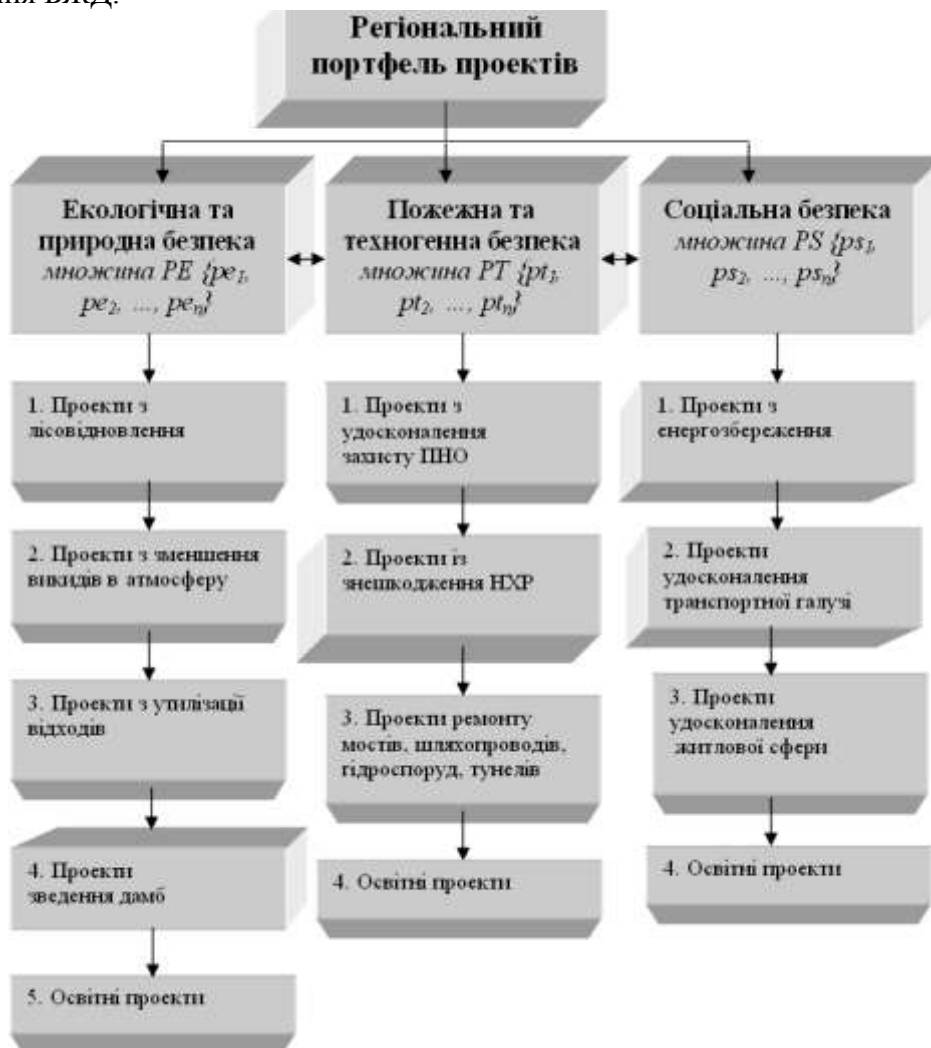 Регіональний
портфель проектів
Екологічна та
природна безпека
множина PE {pe1,
pe2, ..., pen}
Пожежна та
техногенна безпека
множина PT {pt1,
pt2, ..., ptn}
Соціальна безпека
множина PS {ps1,
ps2, ..., psn}
1. Проекти з
лісовідновлення
2. Проекти з зменшення
викидів в атмосферу
3. Проекти з утилізації
відходів
4. Проекти
зведення дамб
5. Освітні проекти
1. Проекти з
удосконалення
захисту ПНО
2. Проекти із
знешкодження НХР
3. Проекти ремонту
мостів, шляхопроводів,
гідроспоруд, тунелів
4. Освітні проекти
1. Проекти з
енергозбереження
2. Проекти
удосконалення
транспортної галузі
3. Проекти
удосконалення
житлової сфери
4. Освітні проекти